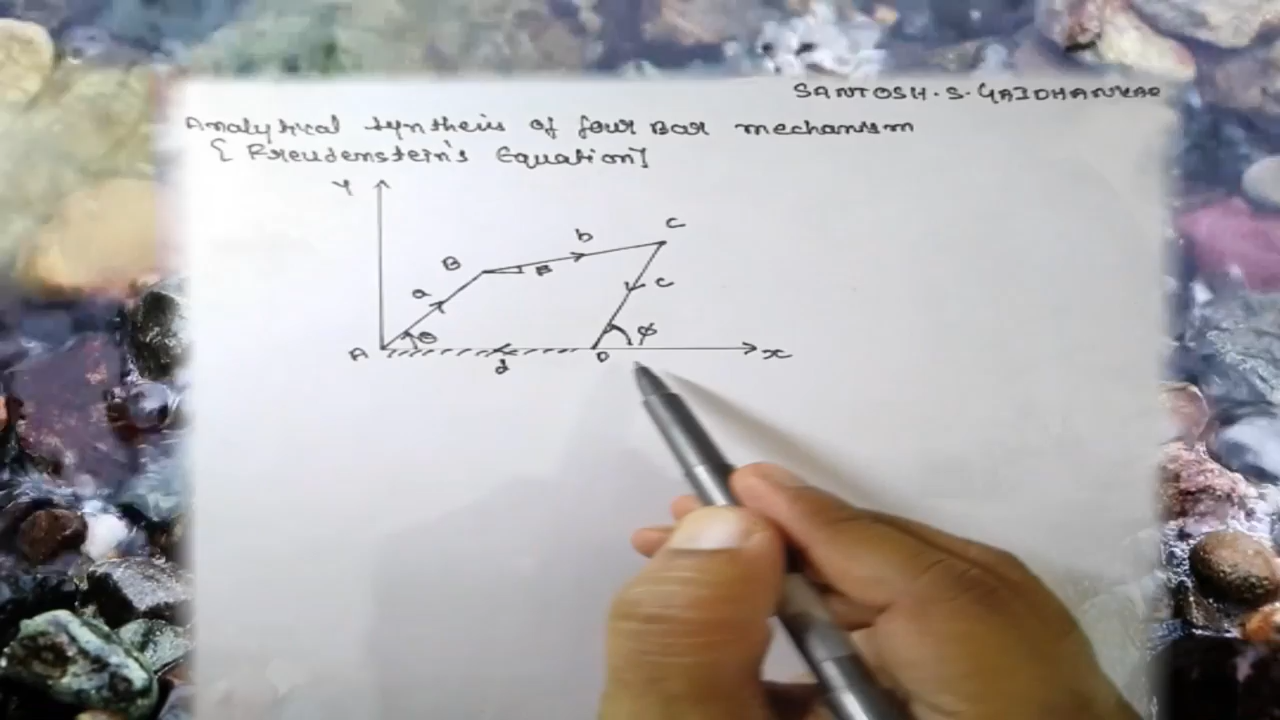 SANTOSH.S.GAIDHANKAR
Analytical synthesis of four Bar mechanism
[Freudenstein's Equation]
Y
C
b
B
β
a
c
θ
φ
A
d
D
x